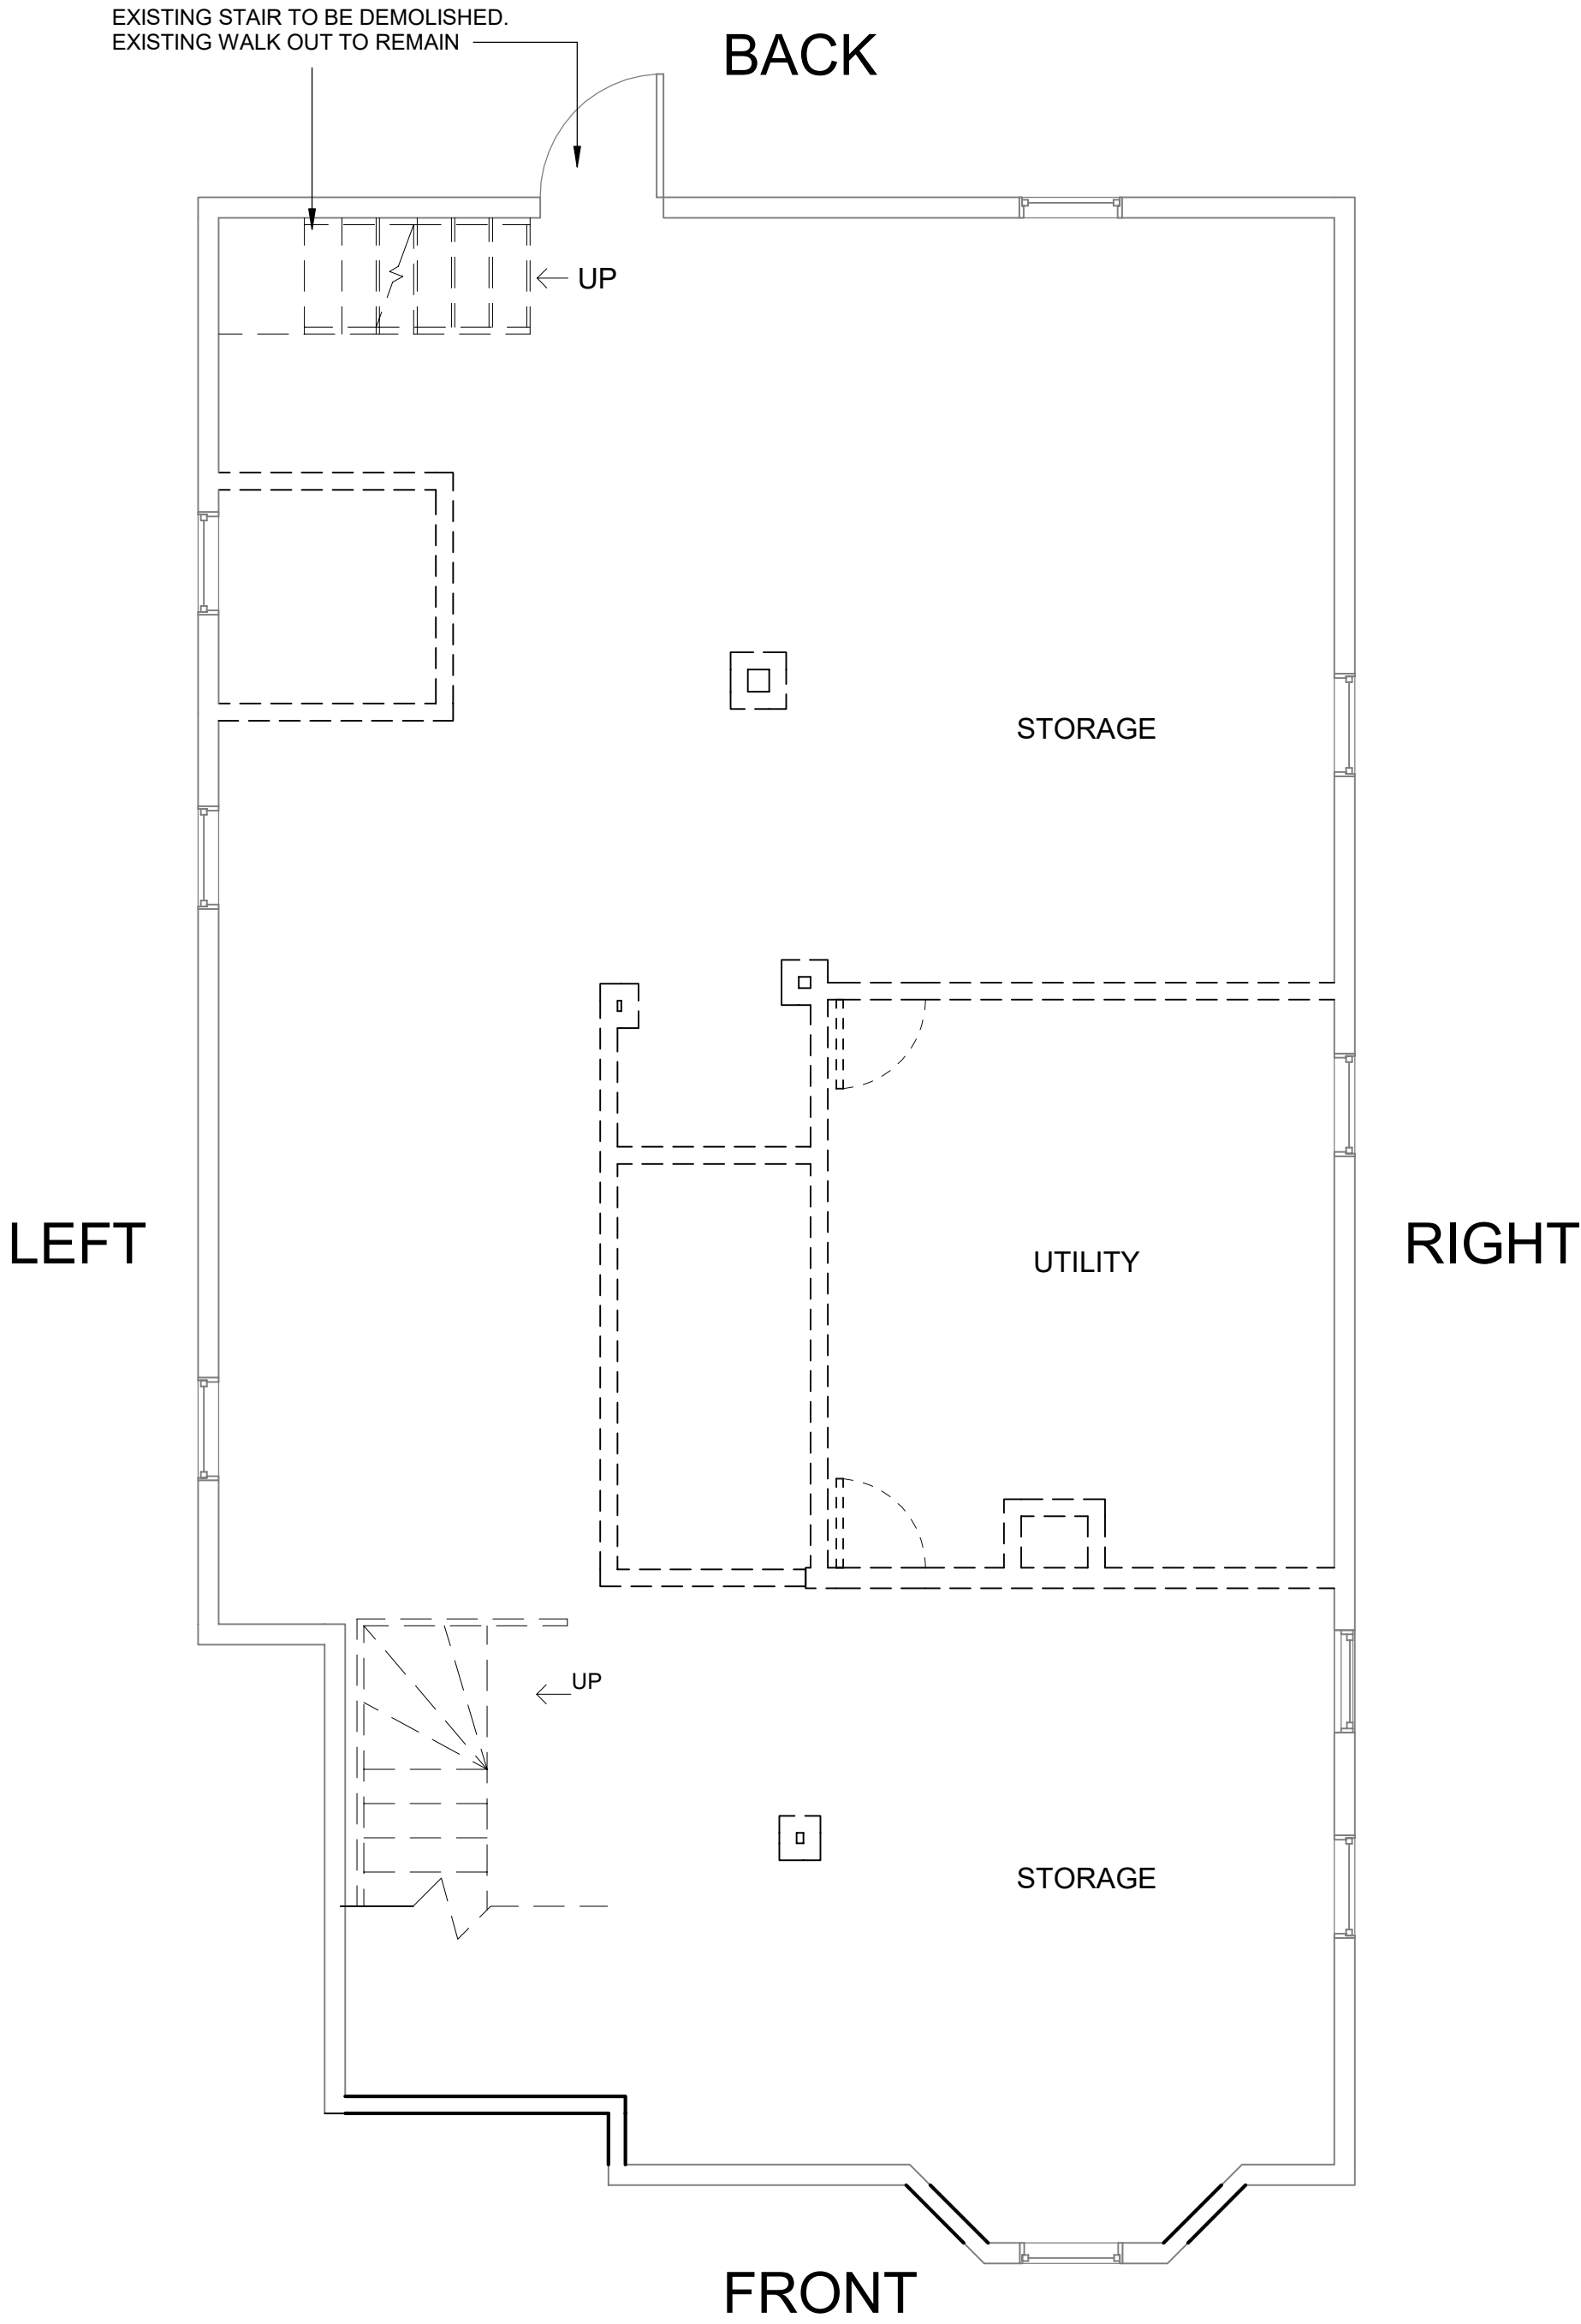 EXISTING STAIR TO BE DEMOLISHED.
EXISTING WALK OUT TO REMAIN
BACK
UP
STORAGE
LEFT
UTILITY
RIGHT
UP
STORAGE
FRONT